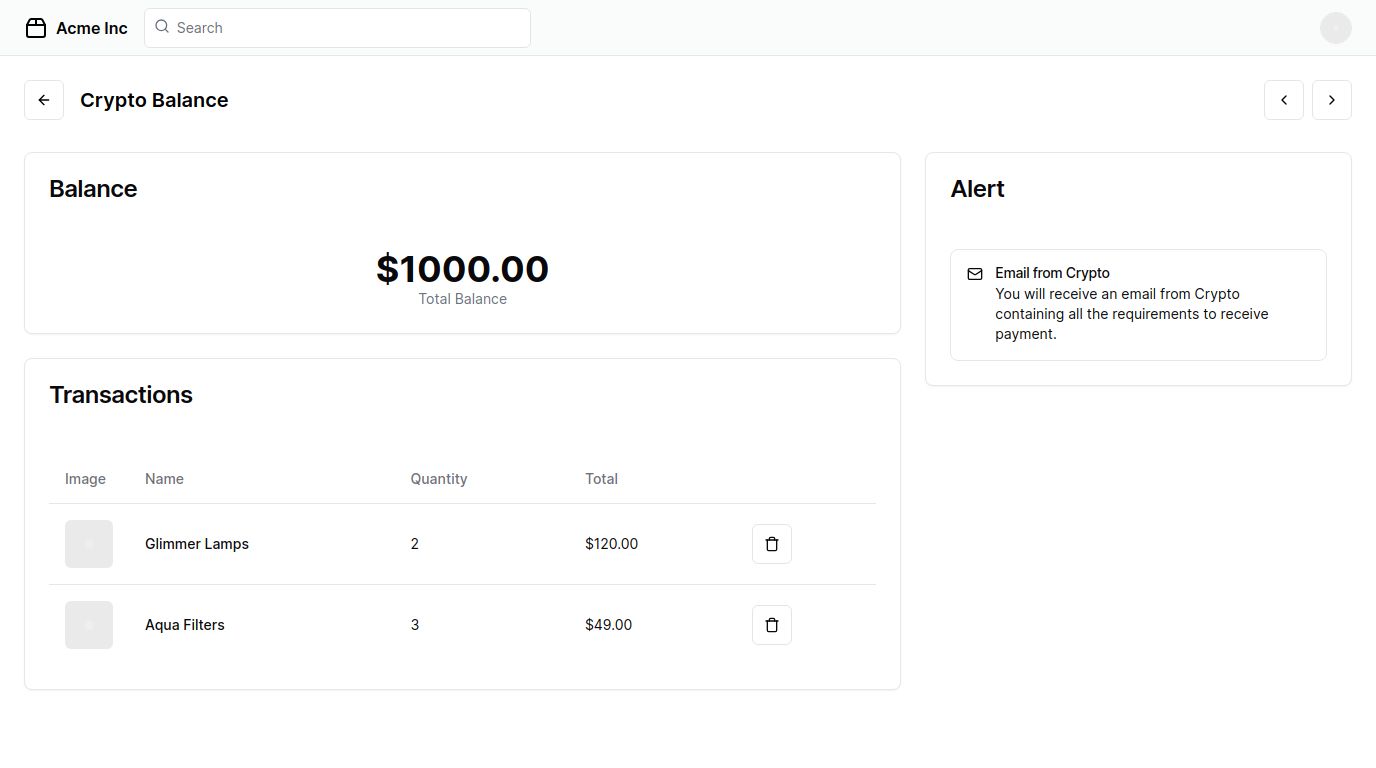 Acme Inc
Search
Crypto Balance
Balance
$1000.00
Total Balance
Alert
Email from Crypto
You will receive an email from Crypto
containing all the requirements to receive
payment.
Transactions
Image Name Quantity Total
Glimmer Lamps 2 $120.00
Aqua Filters 3 $49.00